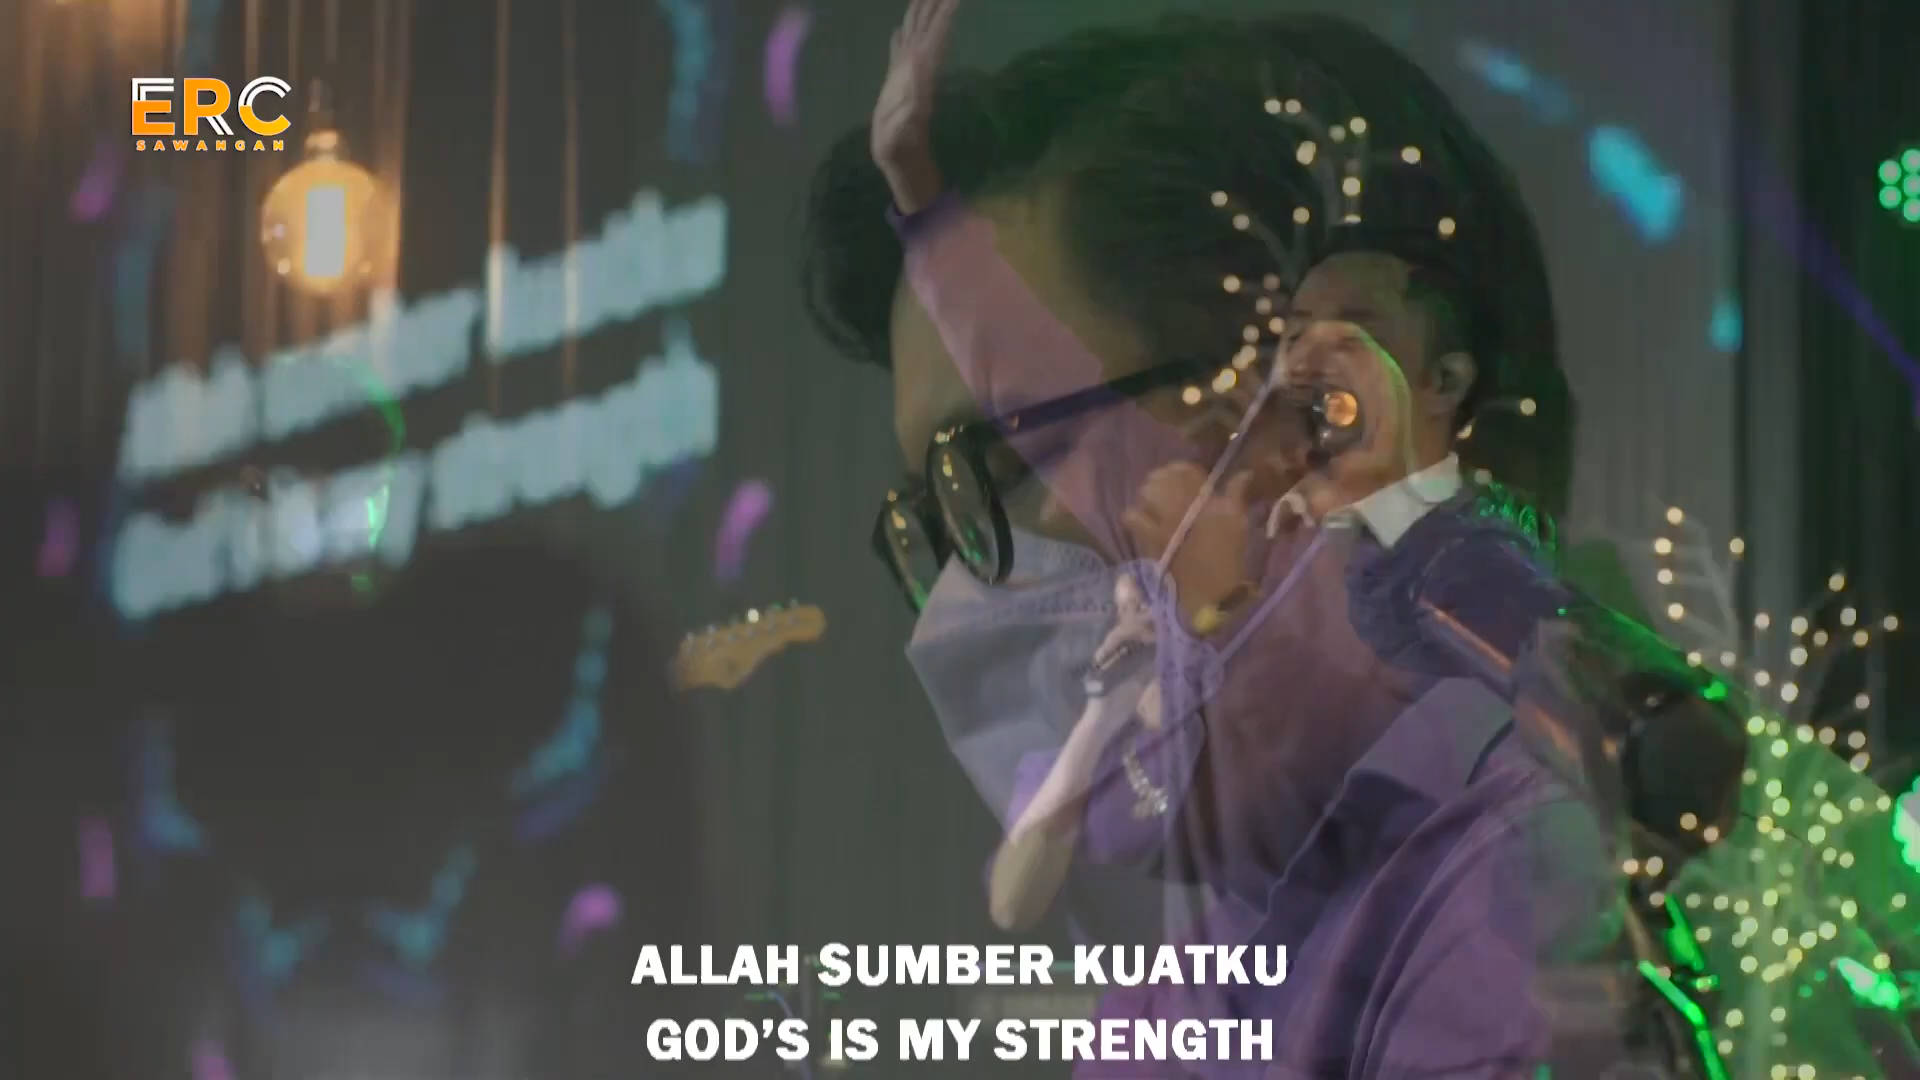 ERC
SAWANGAN
ALLAH SUMBER KUATKU
GOD'S IS MY STRENGTH